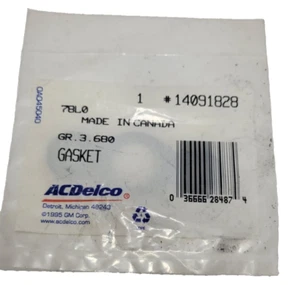 1 *14091828
78L0
MADE IN CANADA
GR.3.680
GASKET
ACDelco
Detroit, Michigan 48243
©1995 GM Corp.
www.acdelco.com
0 36666 28487 4